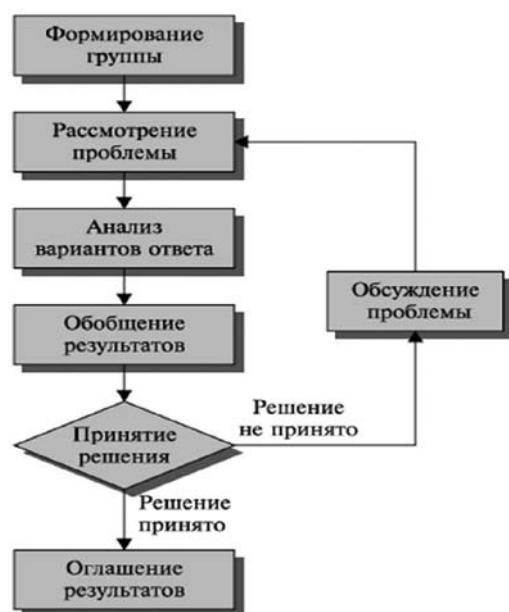 Формирование
группы
Рассмотрение
проблемы
Анализ
вариантов ответа
Обобщение
результатов
Обсуждение
проблемы
Принятие
решения
Решение
не принято
Решение
принято
Оглашение
результатов